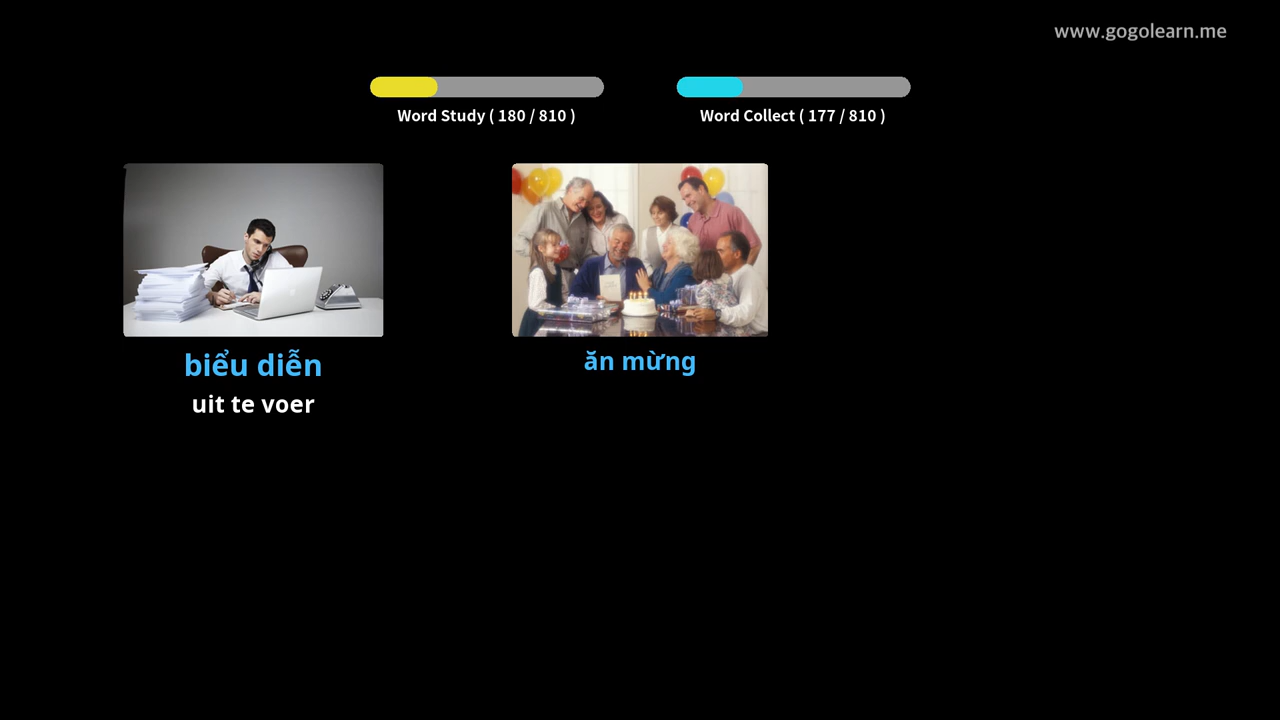 www.gogolearn.me
Word Study ( 180 / 810 )
Word Collect ( 177 / 810 )
biểu diễn
uit te voer
ăn mừng